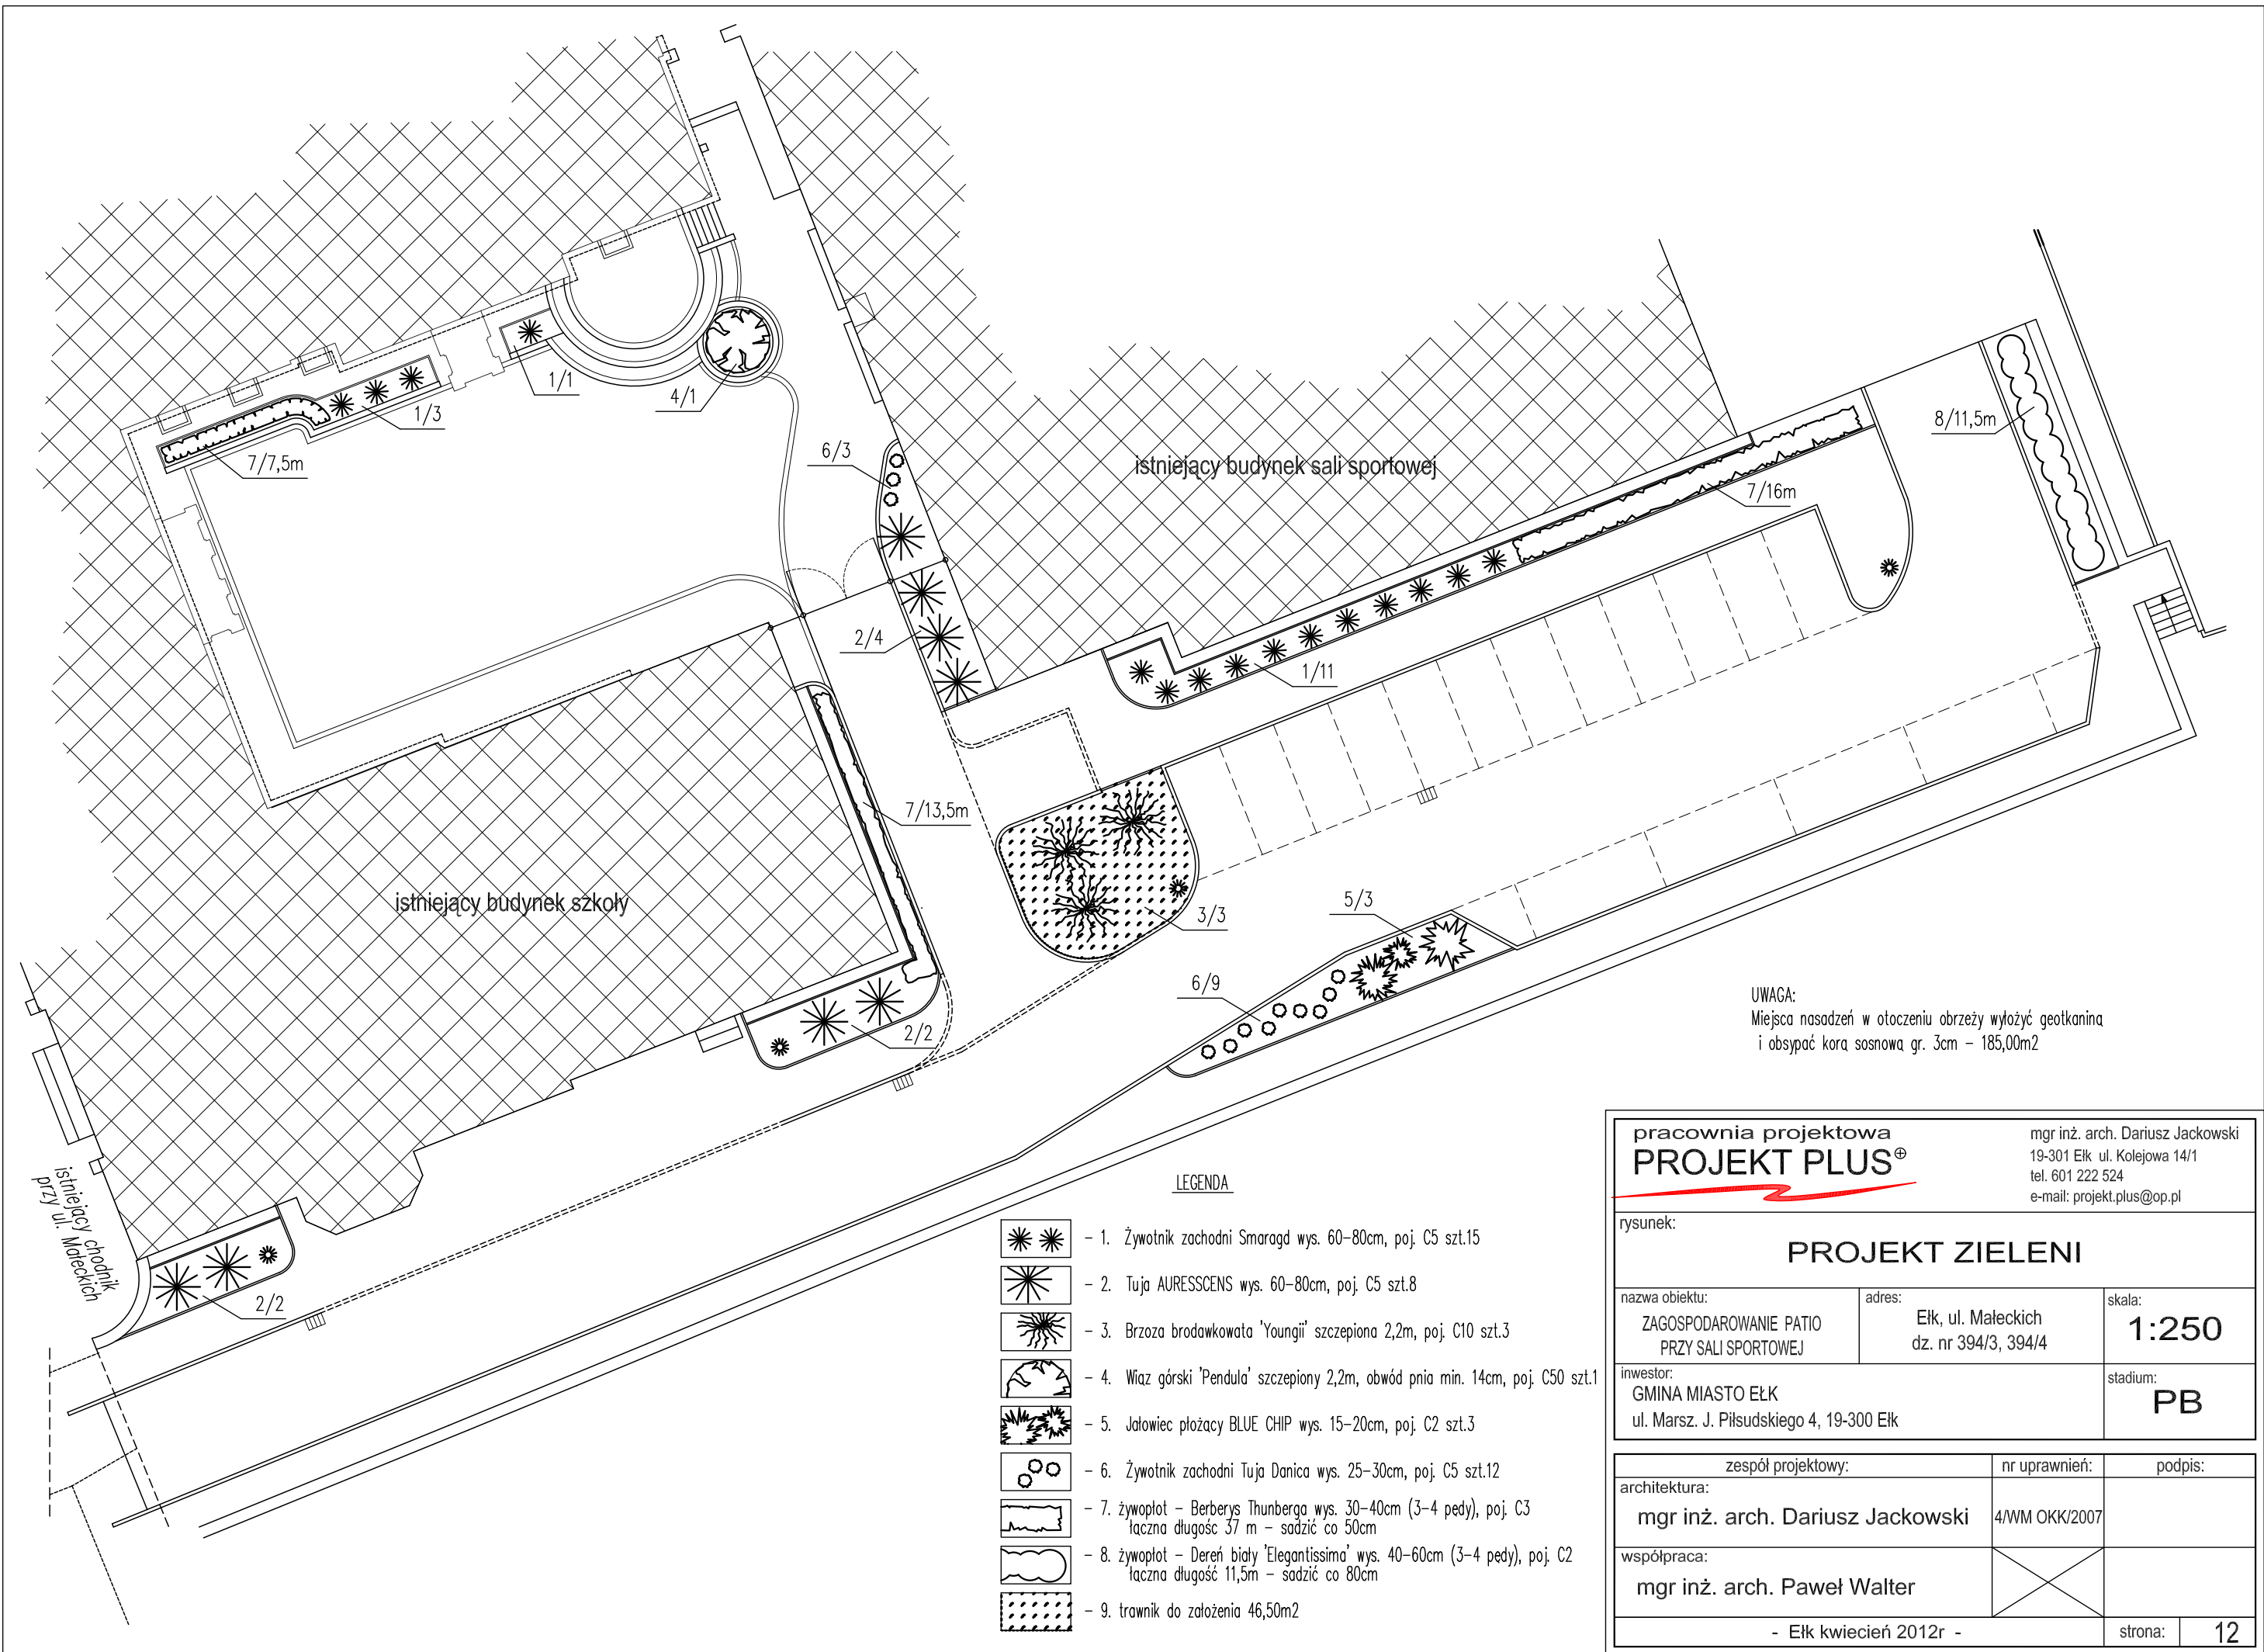 1/1
4/1
1/3
7/7,5m
6/3
istniejący budynek sali sportowej
8/11,5m
7/16m
2/4
1/11
7/13,5m
istniejący budynek szkoły
3/3
5/3
6/9
2/2
2/2
istniejący chodnik
przy ul. Małeckich
UWAGA:
Miejsca nasadzeń w otoczeniu obrzeży wyłożyć geotkaniną
i obsypać korą sosnową gr. 3cm – 185,00m2
LEGENDA
– 1. Żywotnik zachodni Smaragd wys. 60–80cm, poj. C5 szt.15
– 2. Tuja AURESSCENS wys. 60–80cm, poj. C5 szt.8
– 3. Brzoza brodawkowata 'Youngii' szczepiona 2,2m, poj. C10 szt.3
– 4. Wiąz górski 'Pendula' szczepiony 2,2m, obwód pnia min. 14cm, poj. C50 szt.1
– 5. Jałowiec płożący BLUE CHIP wys. 15–20cm, poj. C2 szt.3
– 6. Żywotnik zachodni Tuja Danica wys. 25–30cm, poj. C5 szt.12
– 7. żywopłot – Berberys Thunberga wys. 30–40cm (3–4 pędy), poj. C3
łączna długośc 37 m – sadzić co 50cm
– 8. żywopłot – Dereń biały 'Elegantissima' wys. 40–60cm (3–4 pędy), poj. C2
łączna długość 11,5m – sadzić co 80cm
– 9. trawnik do założenia 46,50m2
pracownia projektowa
PROJEKT PLUS
mgr inż. arch. Dariusz Jackowski
19-301 Ełk ul. Kolejowa 14/1
tel. 601 222 524
e-mail: projekt.plus@op.pl
rysunek:
PROJEKT ZIELENI
nazwa obiektu:
ZAGOSPODAROWANIE PATIO
PRZY SALI SPORTOWEJ
adres:
Ełk, ul. Małeckich
dz. nr 394/3, 394/4
skala:
1:250
inwestor:
GMINA MIASTO EŁK
ul. Marsz. J. Piłsudskiego 4, 19-300 Ełk
stadium:
PB
zespół projektowy:
nr uprawnień:
podpis:
architektura:
mgr inż. arch. Dariusz Jackowski
4/WM OKK/2007
współpraca:
mgr inż. arch. Paweł Walter
- Ełk kwiecień 2012r -
strona:
12